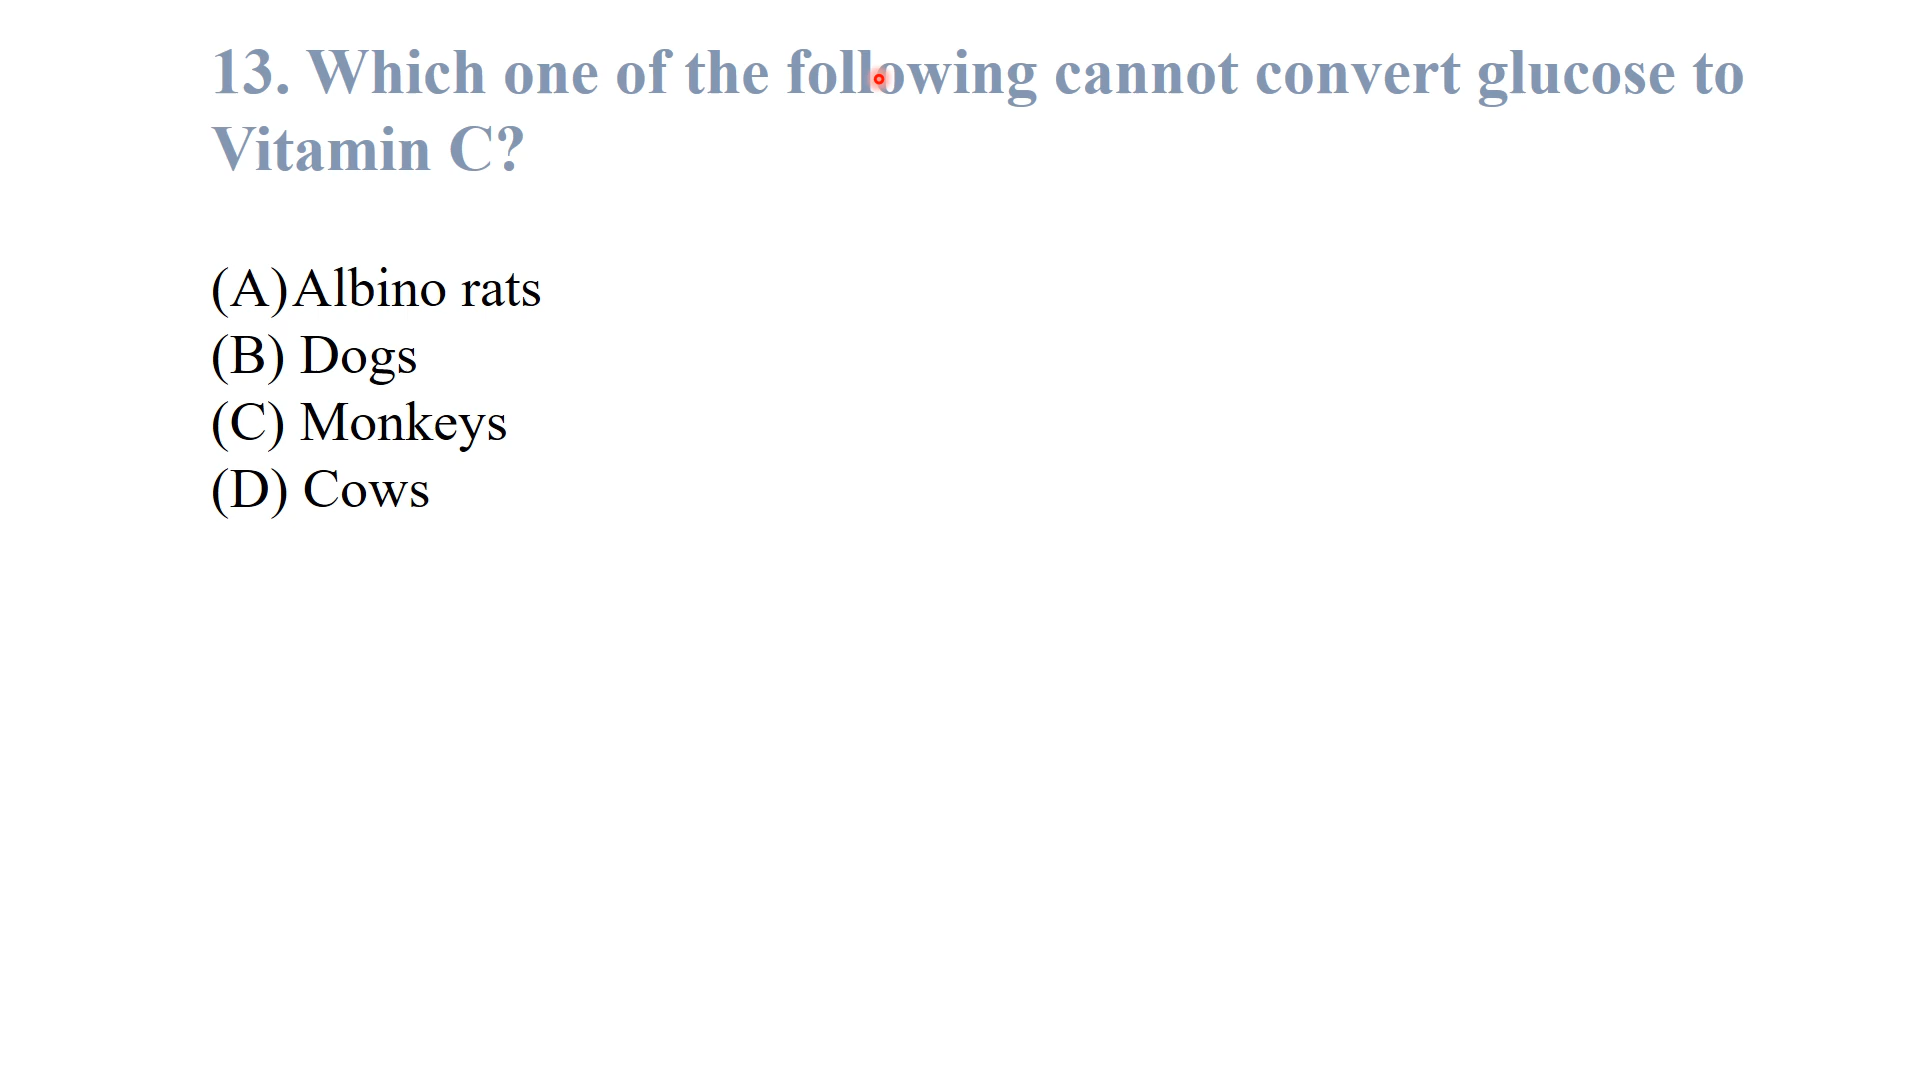 13. Which one of the following cannot convert glucose to
Vitamin C?
(A)Albino rats
(B) Dogs
(C) Monkeys
(D) Cows